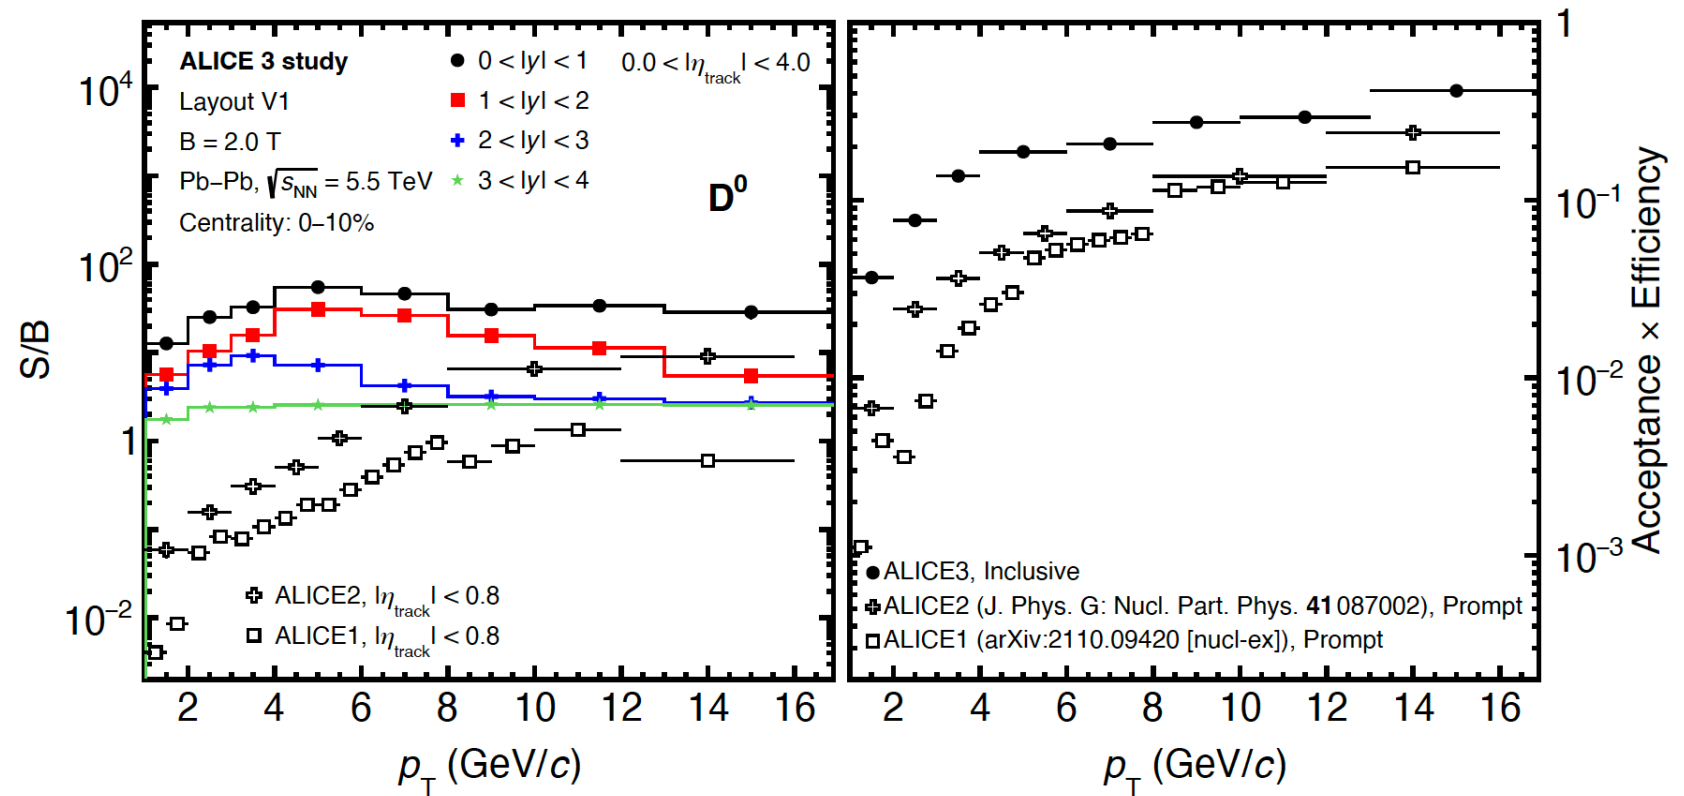 ALICE 3 study
Layout V1
B = 2.0 T
Pb−Pb, √sNN = 5.5 TeV
Centrality: 0−10%
0 < |y| < 1
1 < |y| < 2
2 < |y| < 3
3 < |y| < 4
0.0 < |ηtrack| < 4.0
D⁰
ALICE2, |ηtrack| < 0.8
ALICE1, |ηtrack| < 0.8
S/B
10⁴
10²
1
10⁻²
2 4 6 8 10 12 14 16
pT (GeV/c)
ALICE3, Inclusive
ALICE2 (J. Phys. G: Nucl. Part. Phys. 41 087002), Prompt
ALICE1 (arXiv:2110.09420 [nucl-ex]), Prompt
1
10⁻¹
10⁻²
10⁻³
Acceptance × Efficiency
2 4 6 8 10 12 14 16
pT (GeV/c)